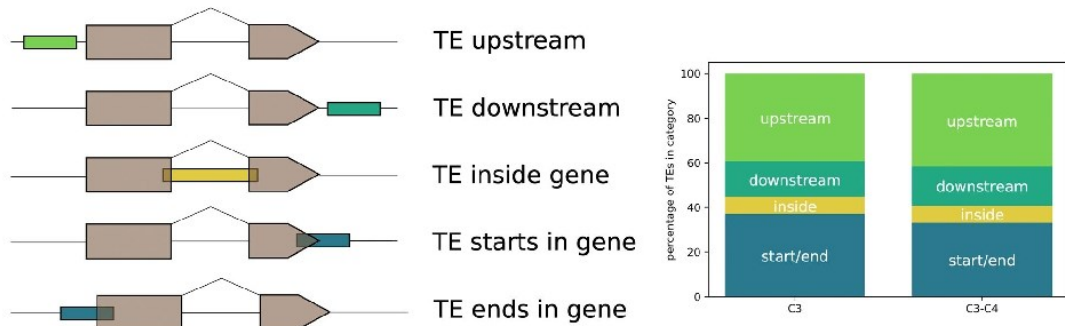 TE upstream
TE downstream
TE inside gene
TE starts in gene
TE ends in gene
percentage of TEs in category
100
80
60
40
20
0
upstream
downstream
inside
start/end
upstream
downstream
inside
start/end
C3
C3-C4